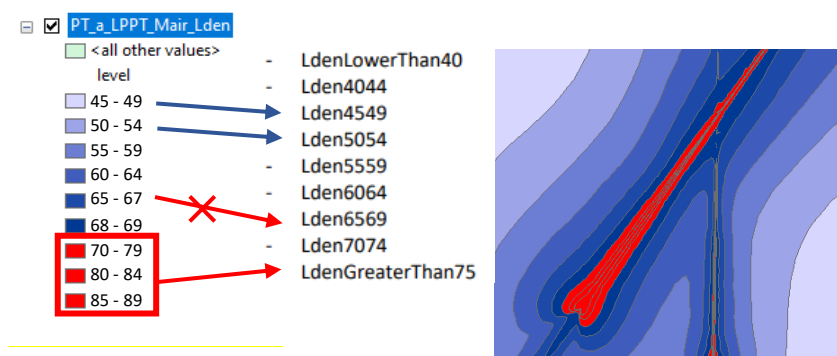 PT_a_LPPT_Mair_Lden
<all other values>
level
45 - 49
50 - 54
55 - 59
60 - 64
65 - 67
68 - 69
70 - 79
80 - 84
85 - 89
- LdenLowerThan40
- Lden4044
Lden4549
Lden5054
- Lden5559
- Lden6064
Lden6569
- Lden7074
LdenGreaterThan75